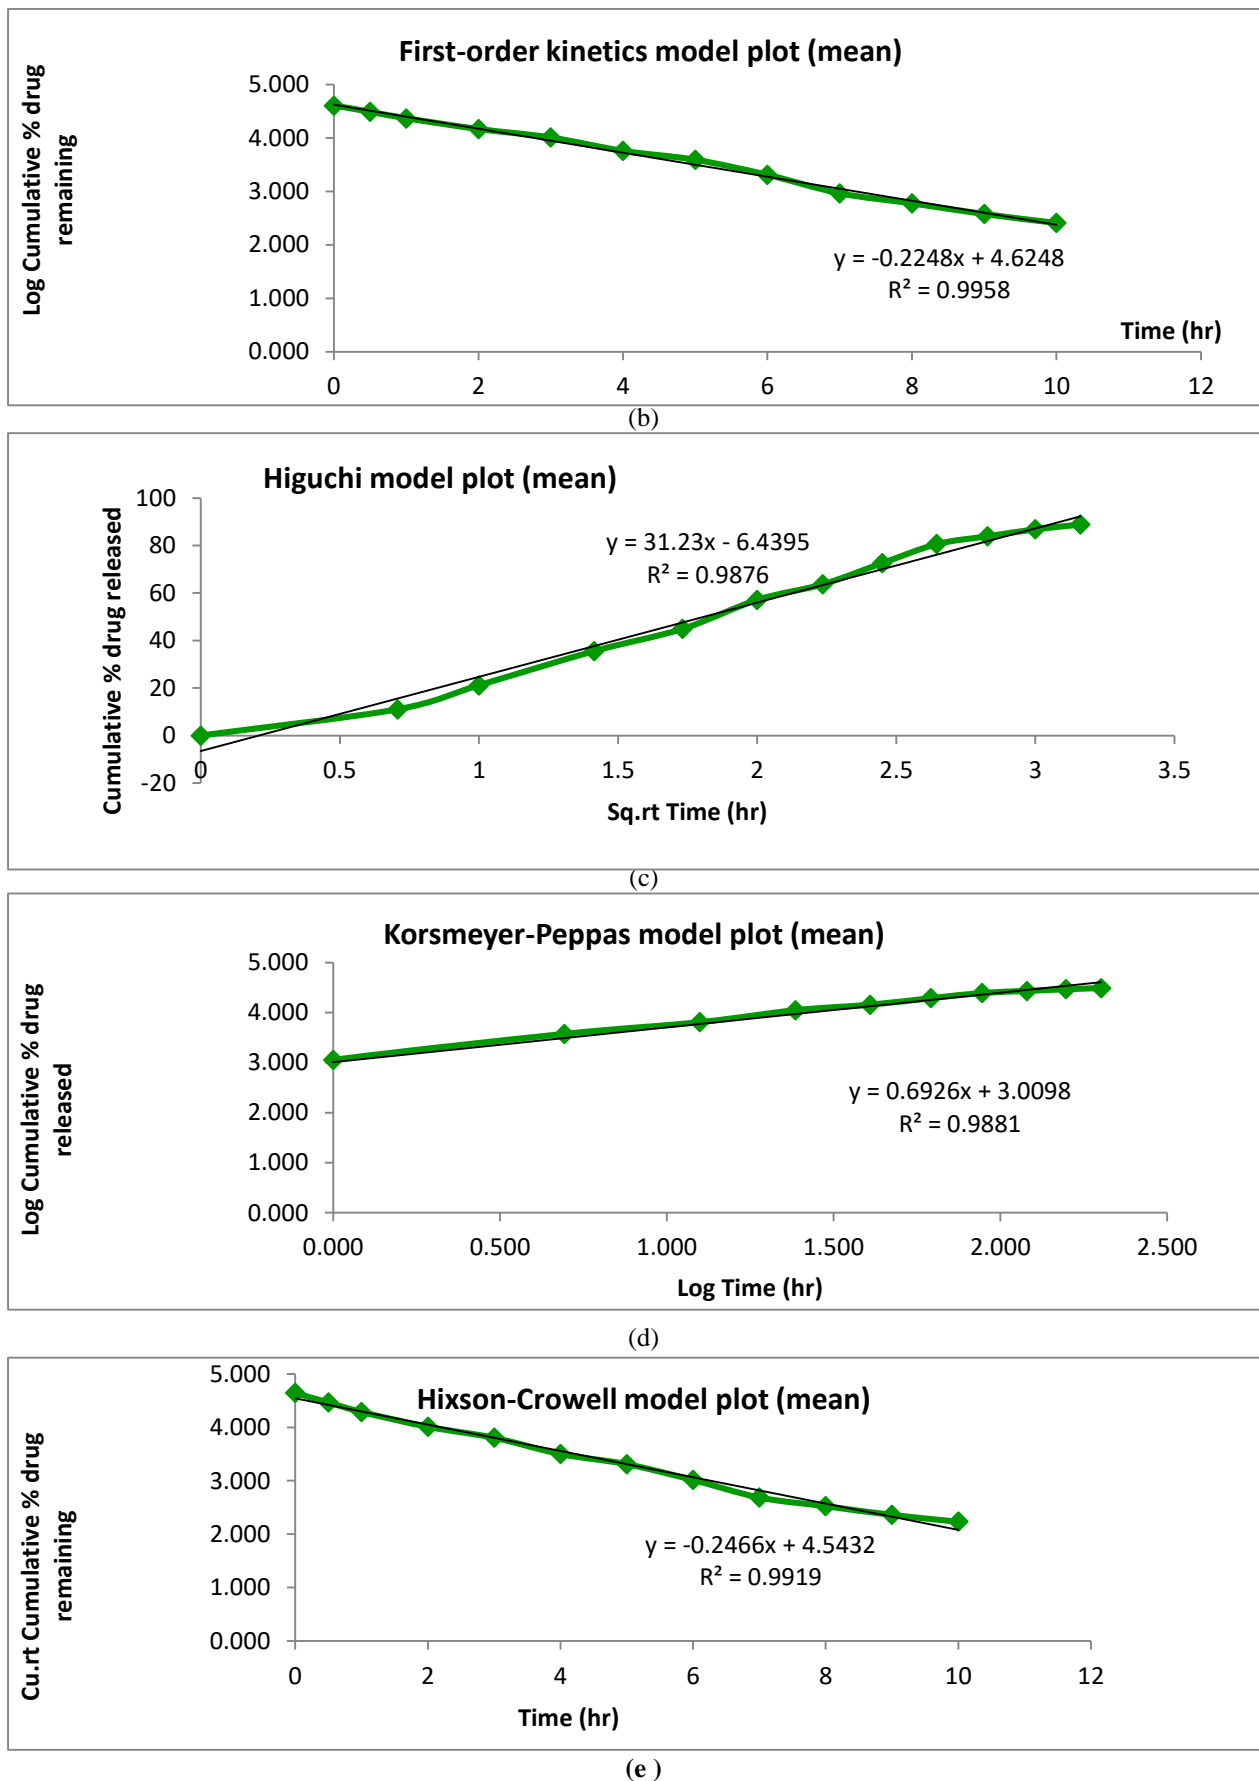 First-order kinetics model plot (mean)
Log Cumulative % drug
remaining
5.000
4.000
3.000
2.000
1.000
0.000
y = -0.2248x + 4.6248
R² = 0.9958
Time (hr)
0 2 4 6 8 10 12
(b)
Higuchi model plot (mean)
Cumulative % drug released
100
80
60
40
20
0
-20
y = 31.23x - 6.4395
R² = 0.9876
0 0.5 1 1.5 2 2.5 3 3.5
Sq.rt Time (hr)
(c)
Korsmeyer-Peppas model plot (mean)
Log Cumulative % drug
released
5.000
4.000
3.000
2.000
1.000
0.000
y = 0.6926x + 3.0098
R² = 0.9881
0.000 0.500 1.000 1.500 2.000 2.500
Log Time (hr)
(d)
Hixson-Crowell model plot (mean)
Cu.rt Cumulative % drug
remaining
5.000
4.000
3.000
2.000
1.000
0.000
y = -0.2466x + 4.5432
R² = 0.9919
0 2 4 6 8 10 12
Time (hr)
(e )